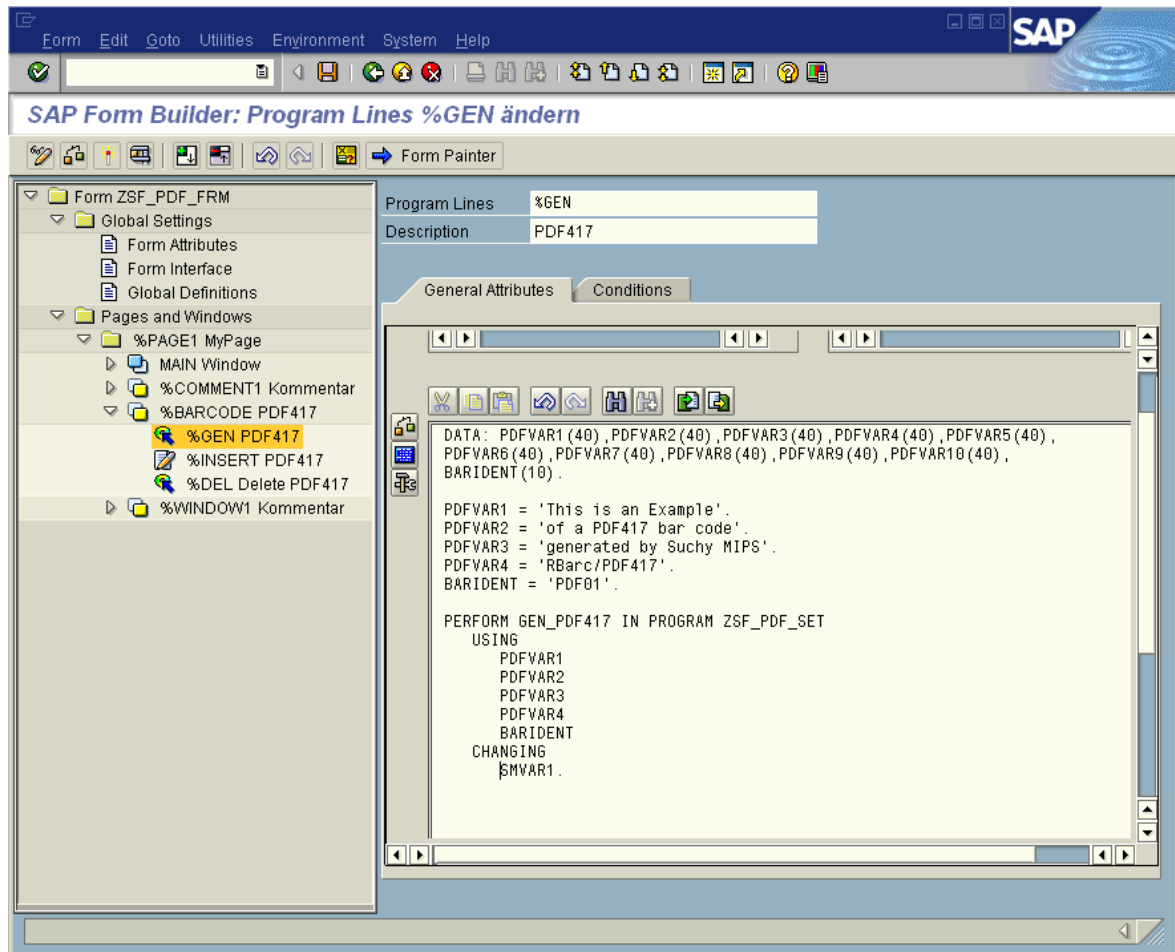 Form Edit Goto Utilities Environment System Help
SAP
SAP Form Builder: Program Lines %GEN ändern
Form Painter
Form ZSF_PDF_FRM
Global Settings
Form Attributes
Form Interface
Global Definitions
Pages and Windows
%PAGE1 MyPage
MAIN Window
%COMMENT1 Kommentar
%BARCODE PDF417
%GEN PDF417
%INSERT PDF417
%DEL Delete PDF417
%WINDOW1 Kommentar
Program Lines %GEN
Description PDF417
General Attributes Conditions
DATA: PDFVAR1(40),PDFVAR2(40),PDFVAR3(40),PDFVAR4(40),PDFVAR5(40),
PDFVAR6(40),PDFVAR7(40),PDFVAR8(40),PDFVAR9(40),PDFVAR10(40),
BARIDENT(10).
PDFVAR1 = 'This is an Example'.
PDFVAR2 = 'of a PDF417 bar code'.
PDFVAR3 = 'generated by Suchy MIPS'.
PDFVAR4 = 'RBarc/PDF417'.
BARIDENT = 'PDF01'.
PERFORM GEN_PDF417 IN PROGRAM ZSF_PDF_SET
USING
PDFVAR1
PDFVAR2
PDFVAR3
PDFVAR4
BARIDENT
CHANGING
SMVAR1.